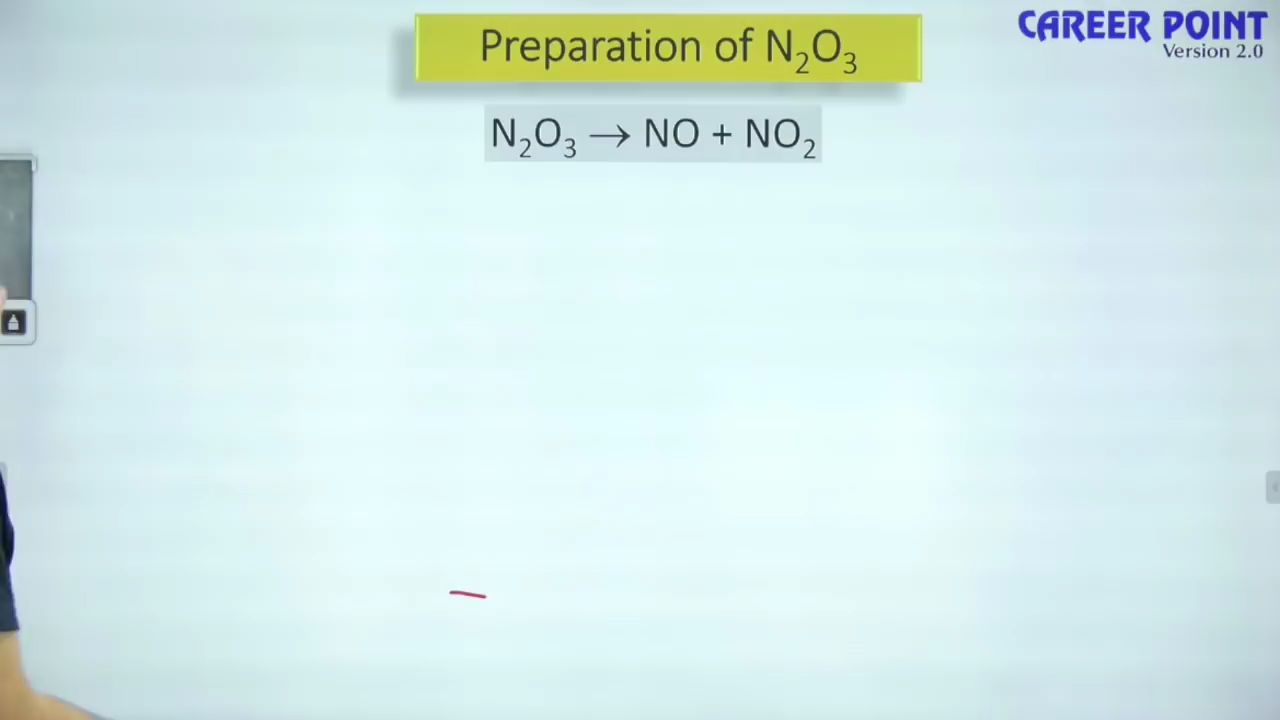 CAREER POINT
Version 2.0
Preparation of N₂O₃
N₂O₃ → NO + NO₂